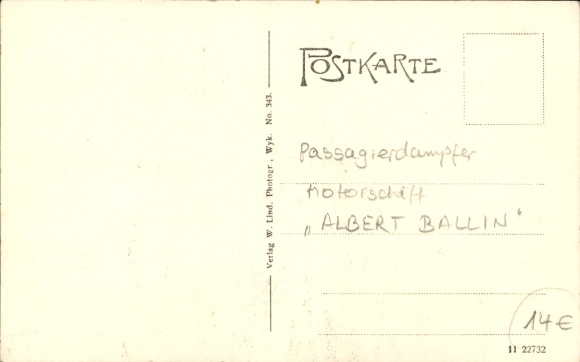 POSTKARTE
Verlag W. Lind. Photogr., Wyk. No. 343.
Passagierdampfer
Motorschiff
„ALBERT BALLIN“
14€
11 22732